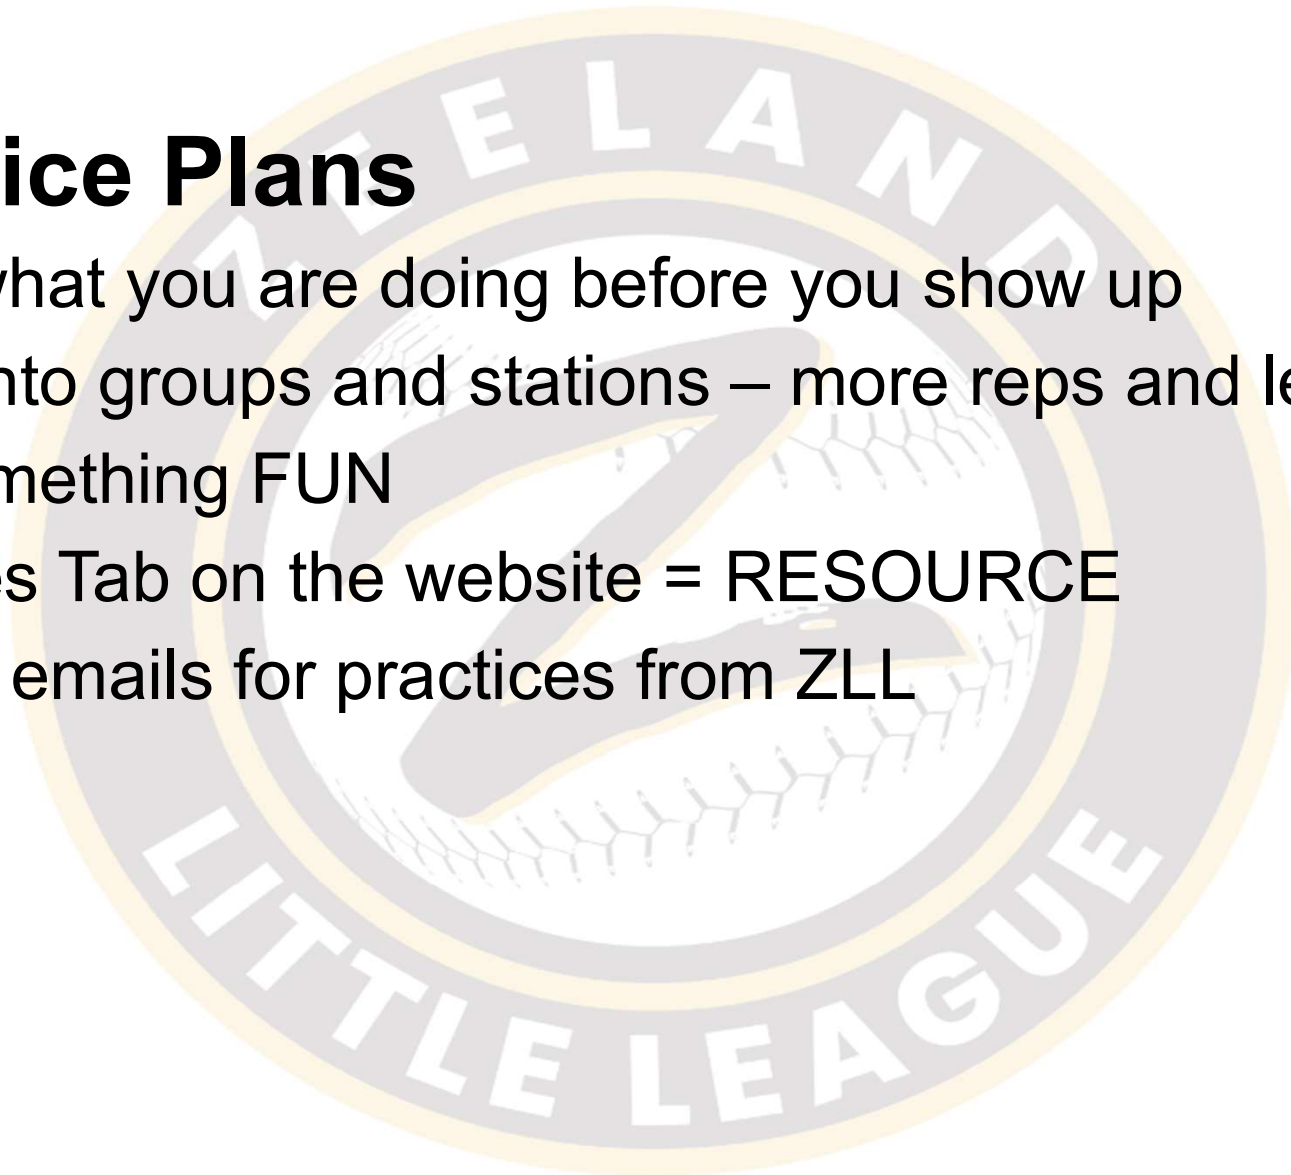 ice Plans
what you are doing before you show up
nto groups and stations – more reps and le
mething FUN
es Tab on the website = RESOURCE
emails for practices from ZLL
ZEELAND
Z
LITTLE LEAGUE